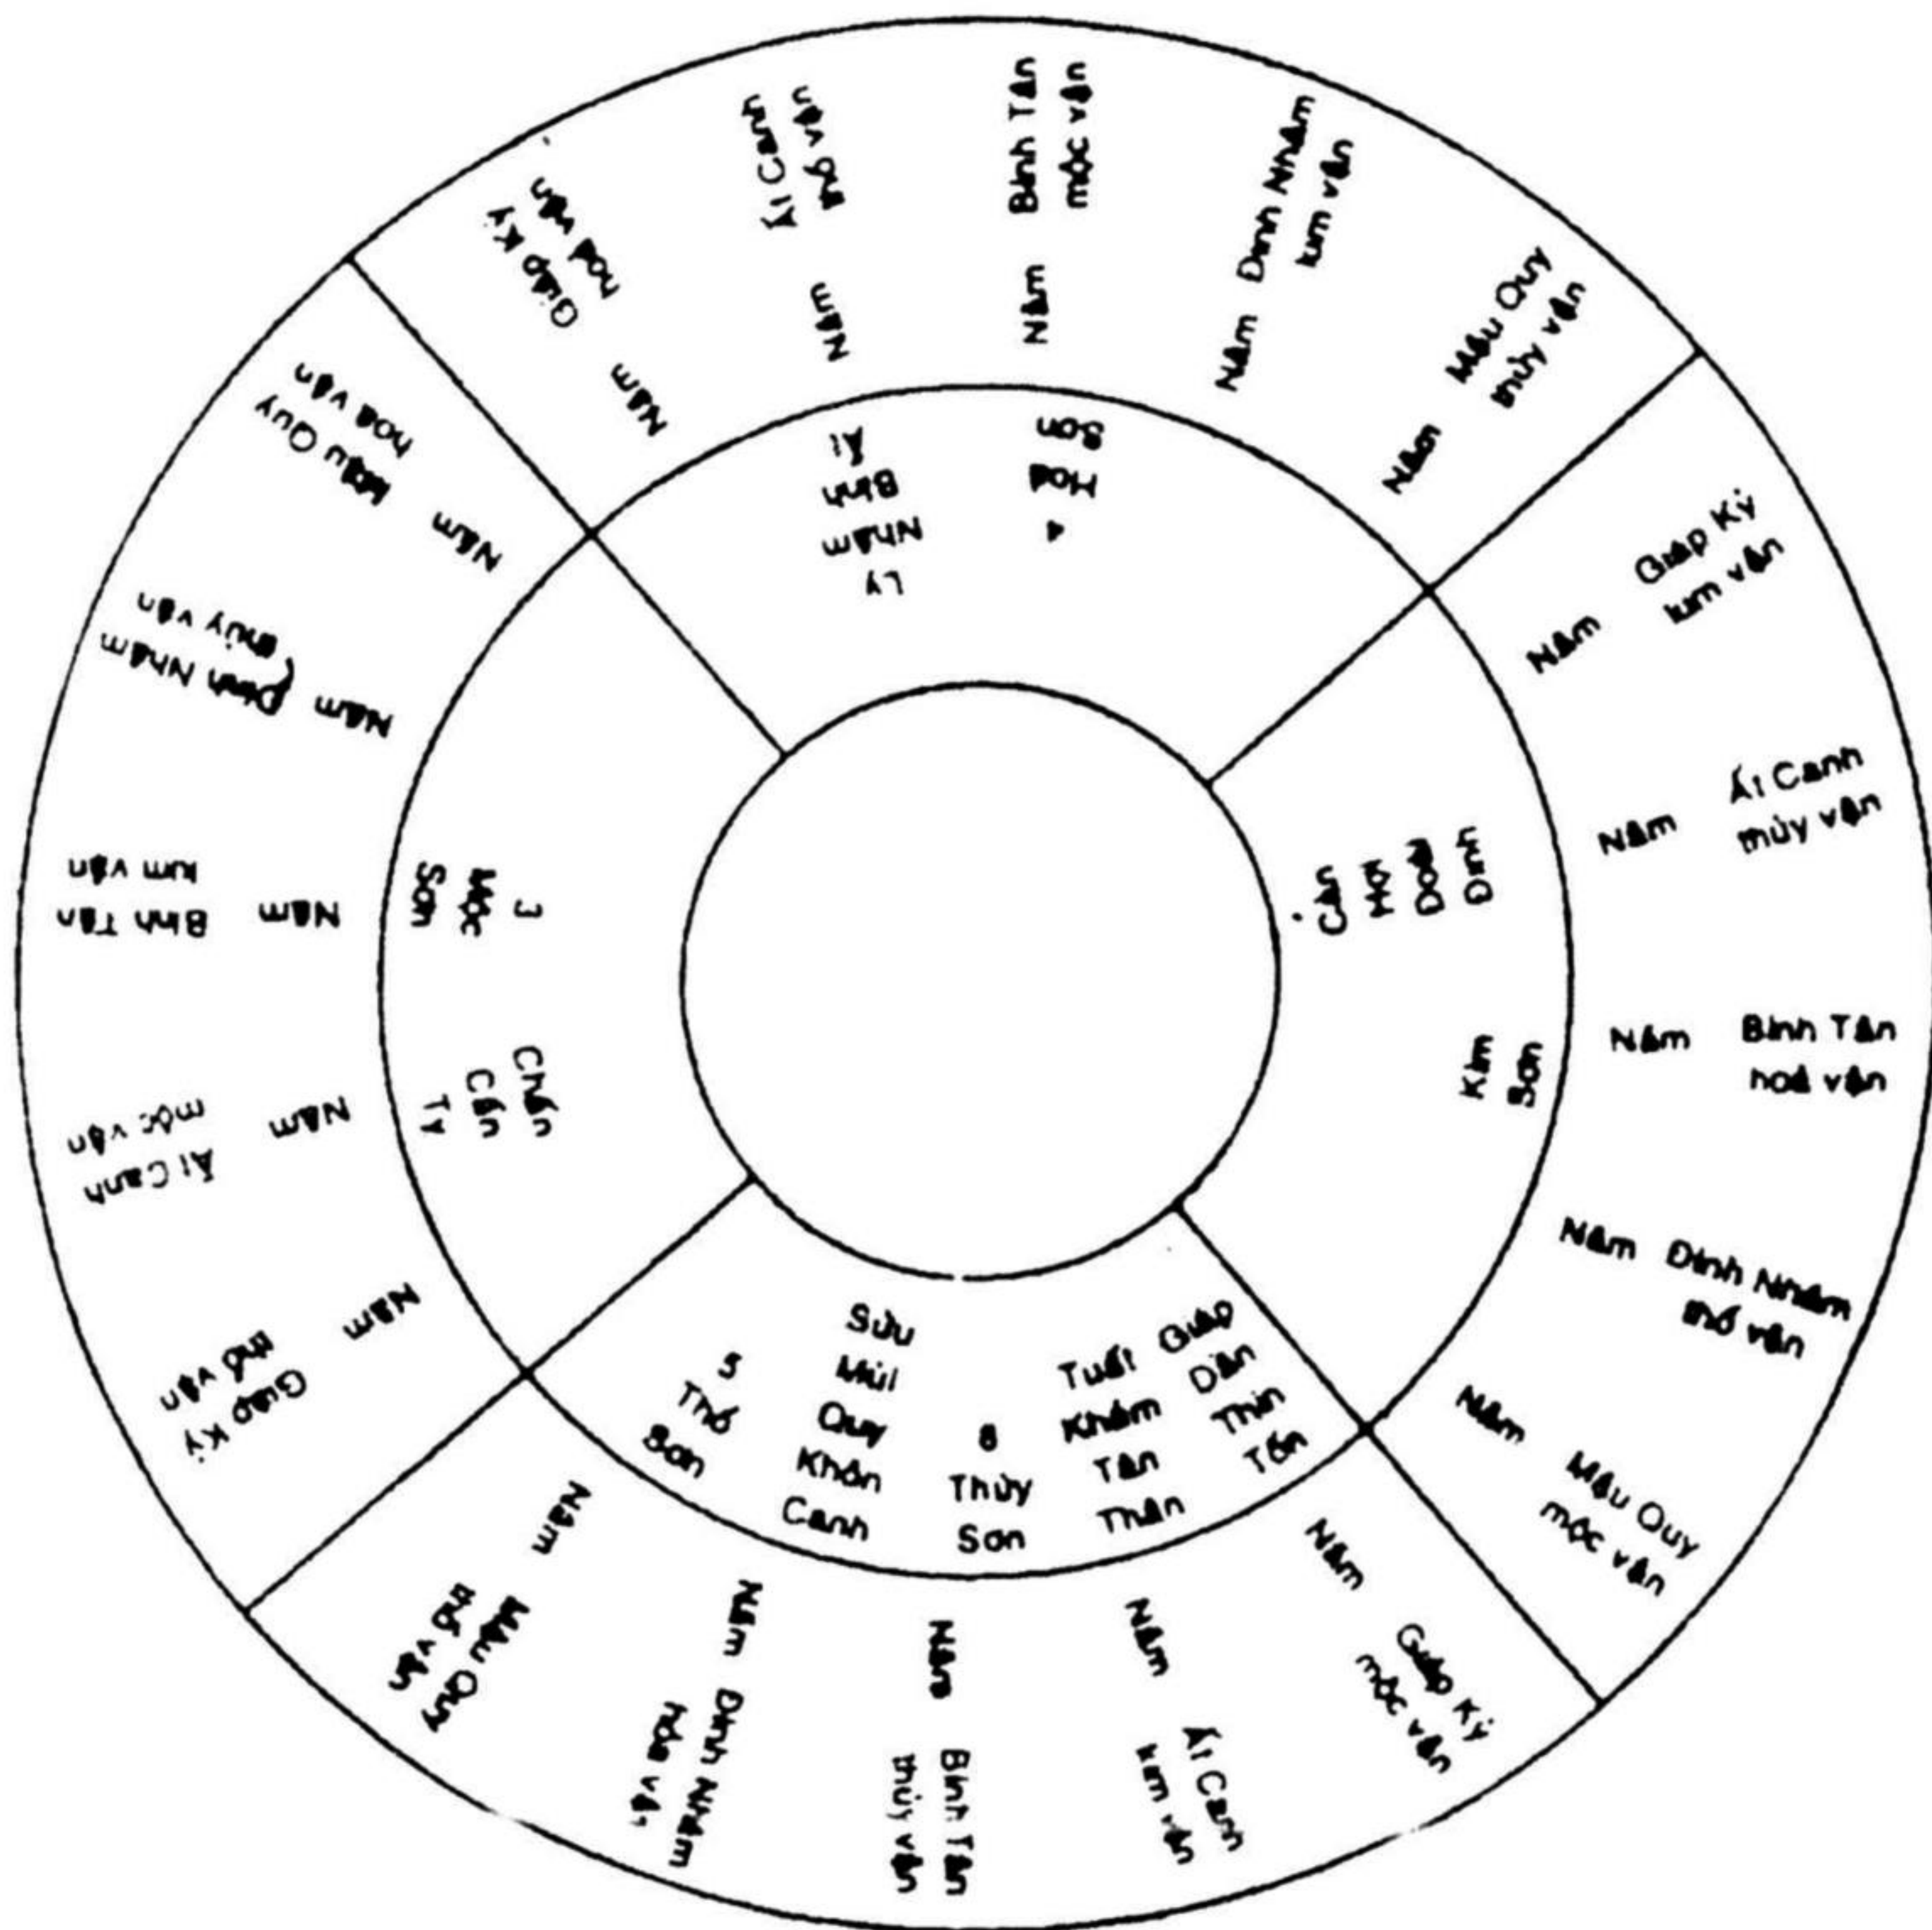 Năm
Giáp Kỷ
hoả vận
Năm
Ất Canh
thổ vận
Năm
Bính Tân
mộc vận
Năm Đinh Nhâm
kim vận
Năm
Mậu Quý
thủy vận
Năm
Giáp Kỷ
kim vận
Năm
Ất Canh
thủy vận
Năm
Bính Tân
hoả vận
Năm Đinh Nhâm
thổ vận
Năm
Mậu Quý
mộc vận
Năm
Giáp Kỷ
mộc vận
Năm
Ất Canh
kim vận
Năm
Bính Tân
thủy vận
Năm Đinh Nhâm
hỏa vận
Năm
Mậu Quý
thổ vận
Năm
Giáp Kỷ
thổ vận
Năm
Ất Canh
mộc vận
Năm
Bính Tân
kim vận
Năm Đinh Nhâm
thủy vận
Năm
Mậu Quý
hoả vận
Ly
Nhâm
Bính
Ất
4
Hoả
Sơn
Hợi
Đoài
Đinh
Kim
Sơn
Giáp
Dần
Thìn
Tốn
Tuất
Khảm
Tân
Thân
8
Thủy
Sơn
Sửu
Mùi
Quý
Khôn
Canh
5
Thổ
Sơn
Chấn
Cấn
Tỵ
3
Mộc
Sơn